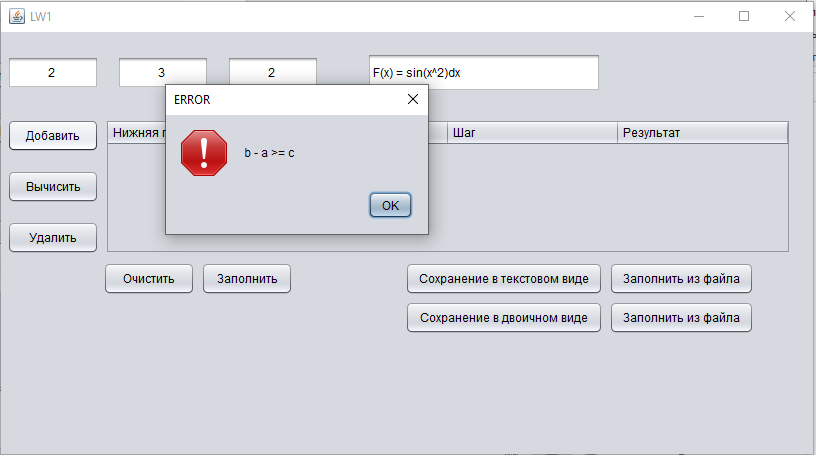 LW1
2 3 2 F(x) = sin(x^2)dx
ERROR
b - a >= c
OK
Добавить
Нижняя Шаг Результат
Вычисить
Удалить
Очистить Заполнить Сохранение в текстовом виде Заполнить из файла
Сохранение в двоичном виде Заполнить из файла